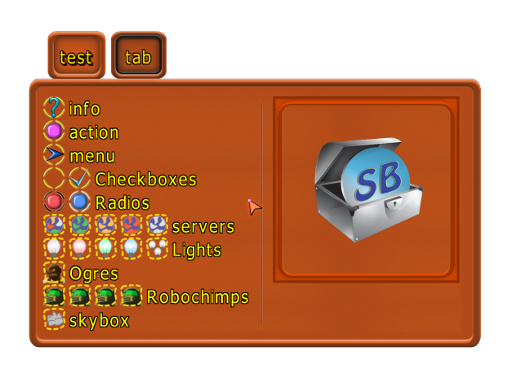 test tab
info
action
menu
Checkboxes
Radios
servers
Lights
Ogres
Robochimps
skybox
SB